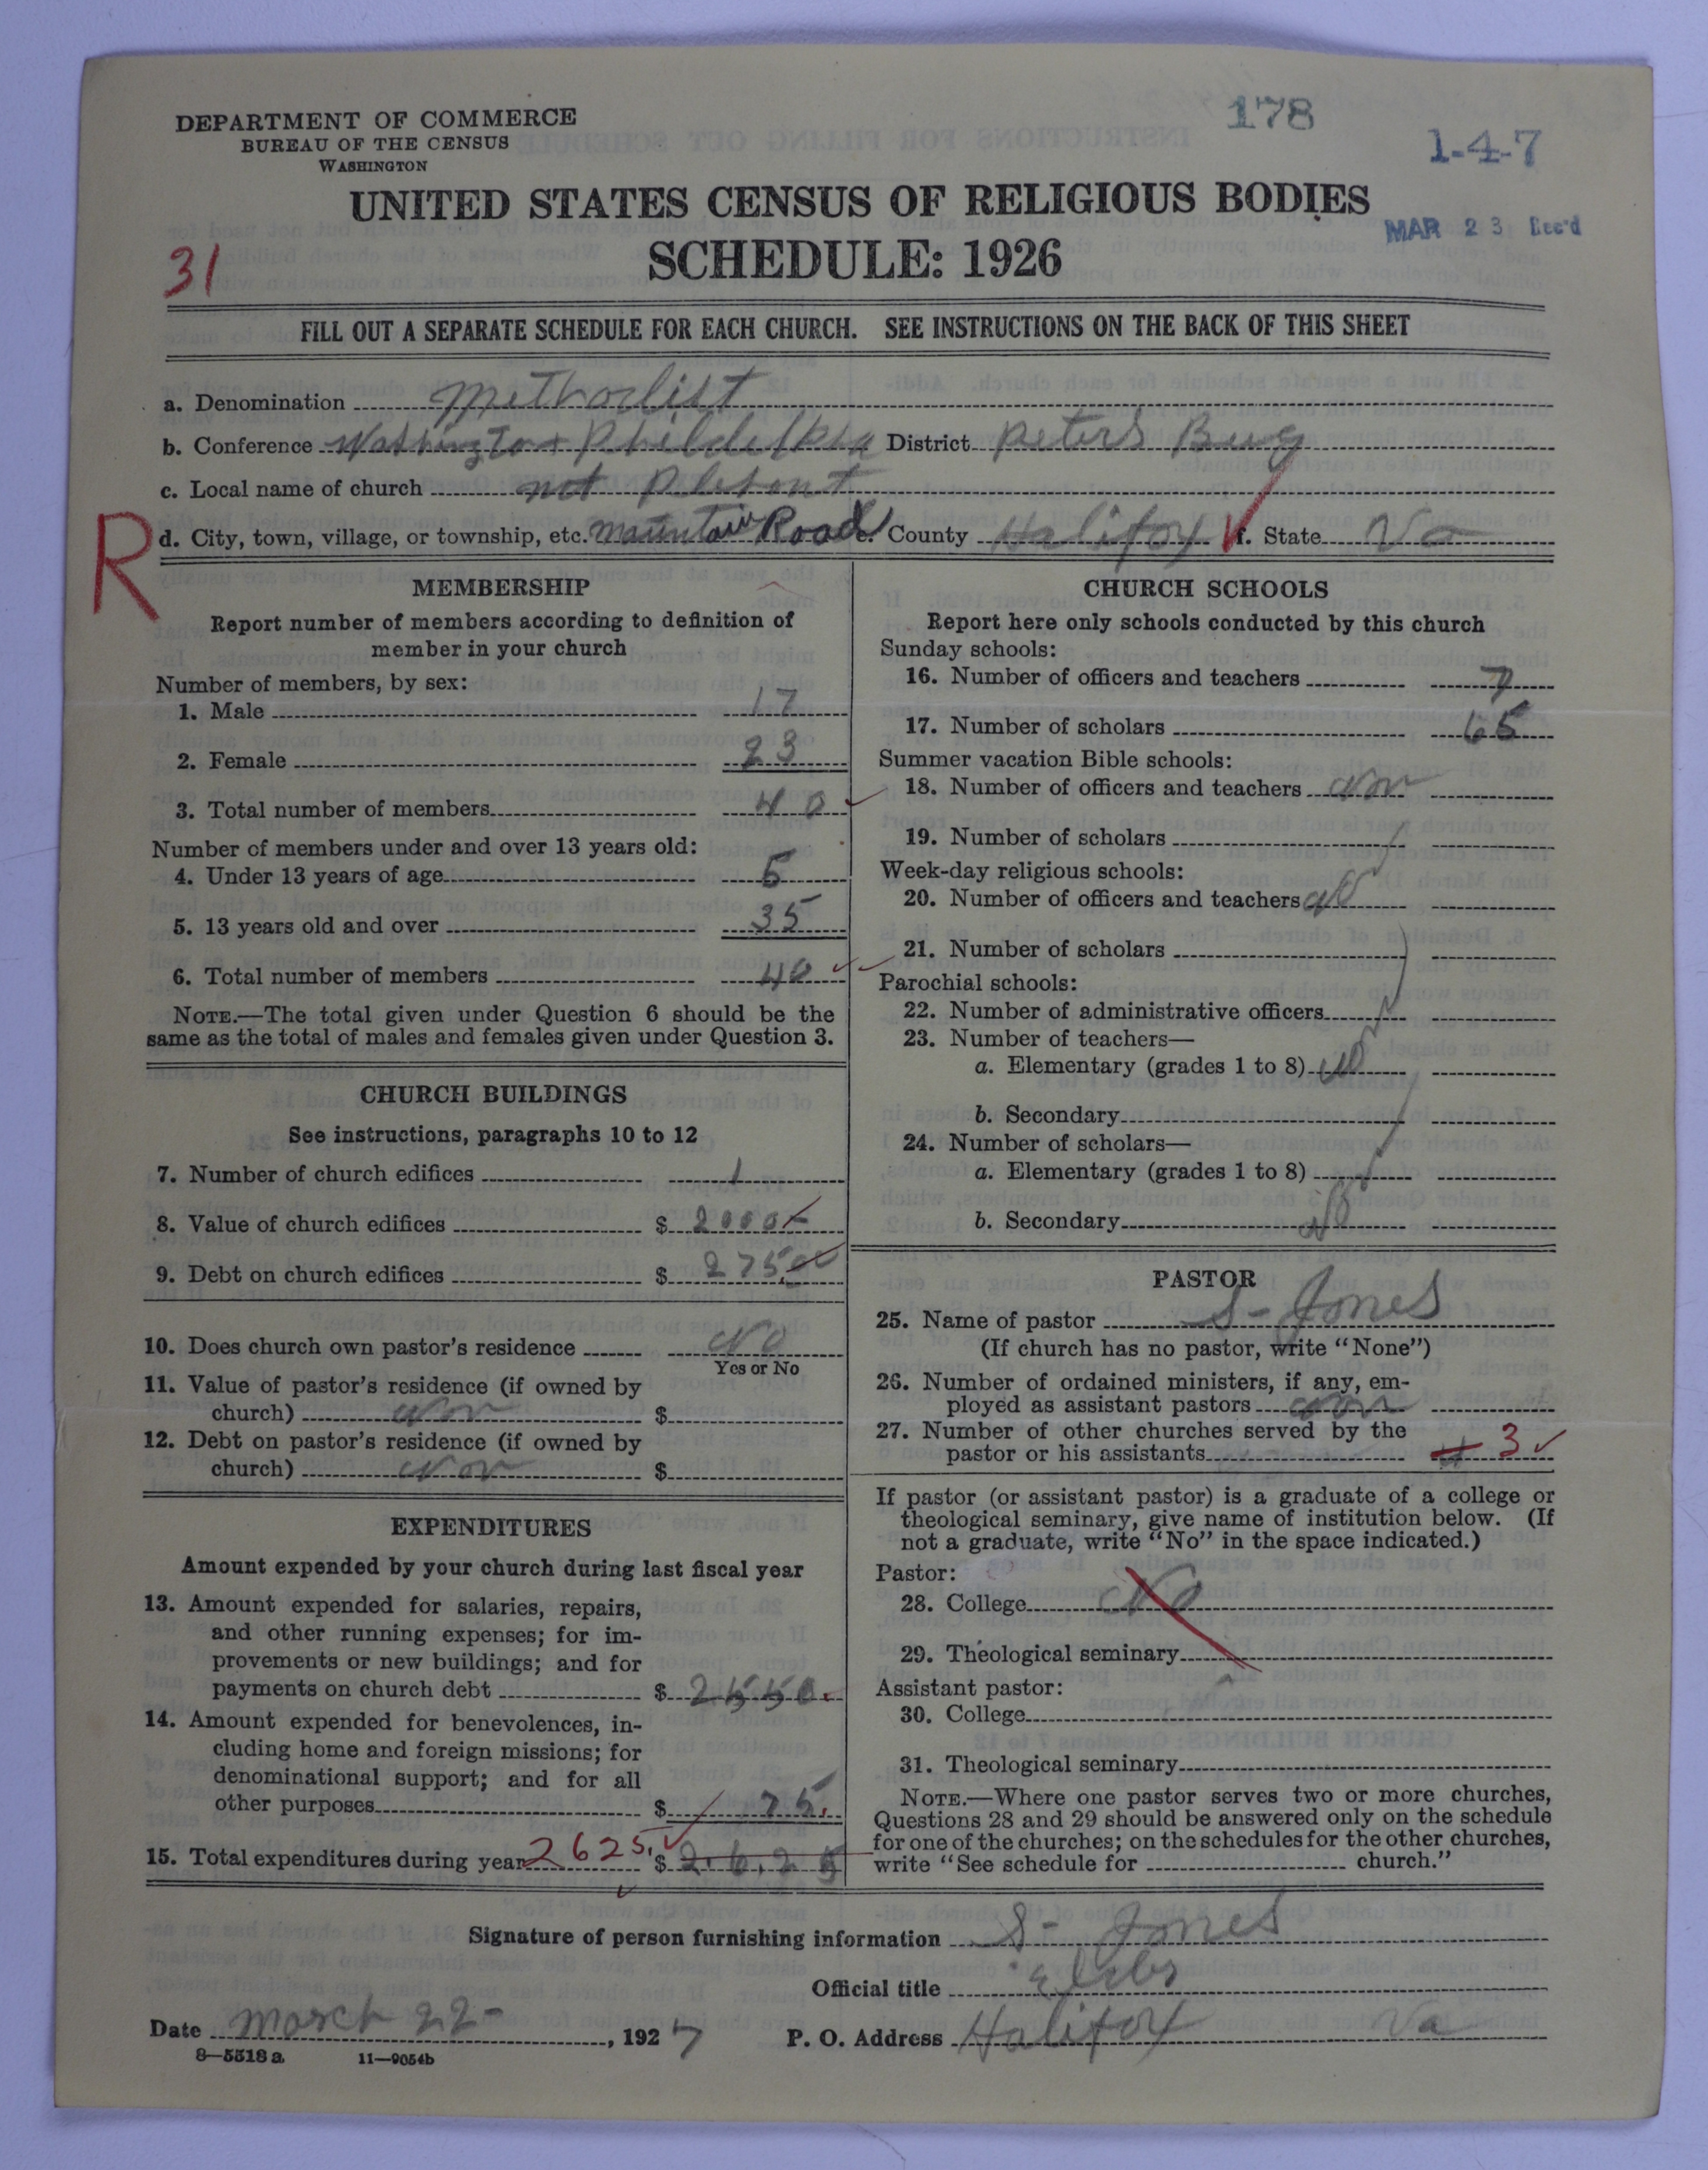 DEPARTMENT OF COMMERCE
BUREAU OF THE CENSUS
WASHINGTON
178
1-4-7
UNITED STATES CENSUS OF RELIGIOUS BODIES
MAR 23 Rec'd
SCHEDULE: 1926
31
FILL OUT A SEPARATE SCHEDULE FOR EACH CHURCH. SEE INSTRUCTIONS ON THE BACK OF THIS SHEET
a. Denomination Methodist
b. Conference Washington Phildelphia District Peters Burg
c. Local name of church mt Plesont
R
d. City, town, village, or township, etc. Mountain Road e. County Halifox f. State Va
MEMBERSHIP
Report number of members according to definition of
member in your church
Number of members, by sex:
1. Male 17
2. Female 23
3. Total number of members 40
Number of members under and over 13 years old:
4. Under 13 years of age 5
5. 13 years old and over 35
6. Total number of members 40
NOTE.—The total given under Question 6 should be the
same as the total of males and females given under Question 3.
CHURCH BUILDINGS
See instructions, paragraphs 10 to 12
7. Number of church edifices 1
8. Value of church edifices $ 2000
9. Debt on church edifices $ 275.00
10. Does church own pastor's residence No
Yes or No
11. Value of pastor's residence (if owned by
church) Non $
12. Debt on pastor's residence (if owned by
church) Non $
EXPENDITURES
Amount expended by your church during last fiscal year
13. Amount expended for salaries, repairs,
and other running expenses; for im-
provements or new buildings; and for
payments on church debt $ 2550.
14. Amount expended for benevolences, in-
cluding home and foreign missions; for
denominational support; and for all
other purposes $ 75.
15. Total expenditures during year 2625. $ 2.6.25
CHURCH SCHOOLS
Report here only schools conducted by this church
Sunday schools:
16. Number of officers and teachers 7
17. Number of scholars 65
Summer vacation Bible schools:
18. Number of officers and teachers Non
19. Number of scholars
Week-day religious schools:
20. Number of officers and teachers No
21. Number of scholars
Parochial schools:
22. Number of administrative officers
23. Number of teachers—
a. Elementary (grades 1 to 8) No
b. Secondary
24. Number of scholars—
a. Elementary (grades 1 to 8)
b. Secondary No
PASTOR
25. Name of pastor S- Jones
(If church has no pastor, write "None")
26. Number of ordained ministers, if any, em-
ployed as assistant pastors Non
27. Number of other churches served by the
pastor or his assistants 4 3
If pastor (or assistant pastor) is a graduate of a college or
theological seminary, give name of institution below. (If
not a graduate, write "No" in the space indicated.)
Pastor:
28. College No
29. Theological seminary
Assistant pastor:
30. College
31. Theological seminary
NOTE.—Where one pastor serves two or more churches,
Questions 28 and 29 should be answered only on the schedule
for one of the churches; on the schedules for the other churches,
write "See schedule for church."
Signature of person furnishing information S- Jones
Official title
Date March 22- , 1927 P. O. Address Halifox Va
8—5518 a 11—9054b